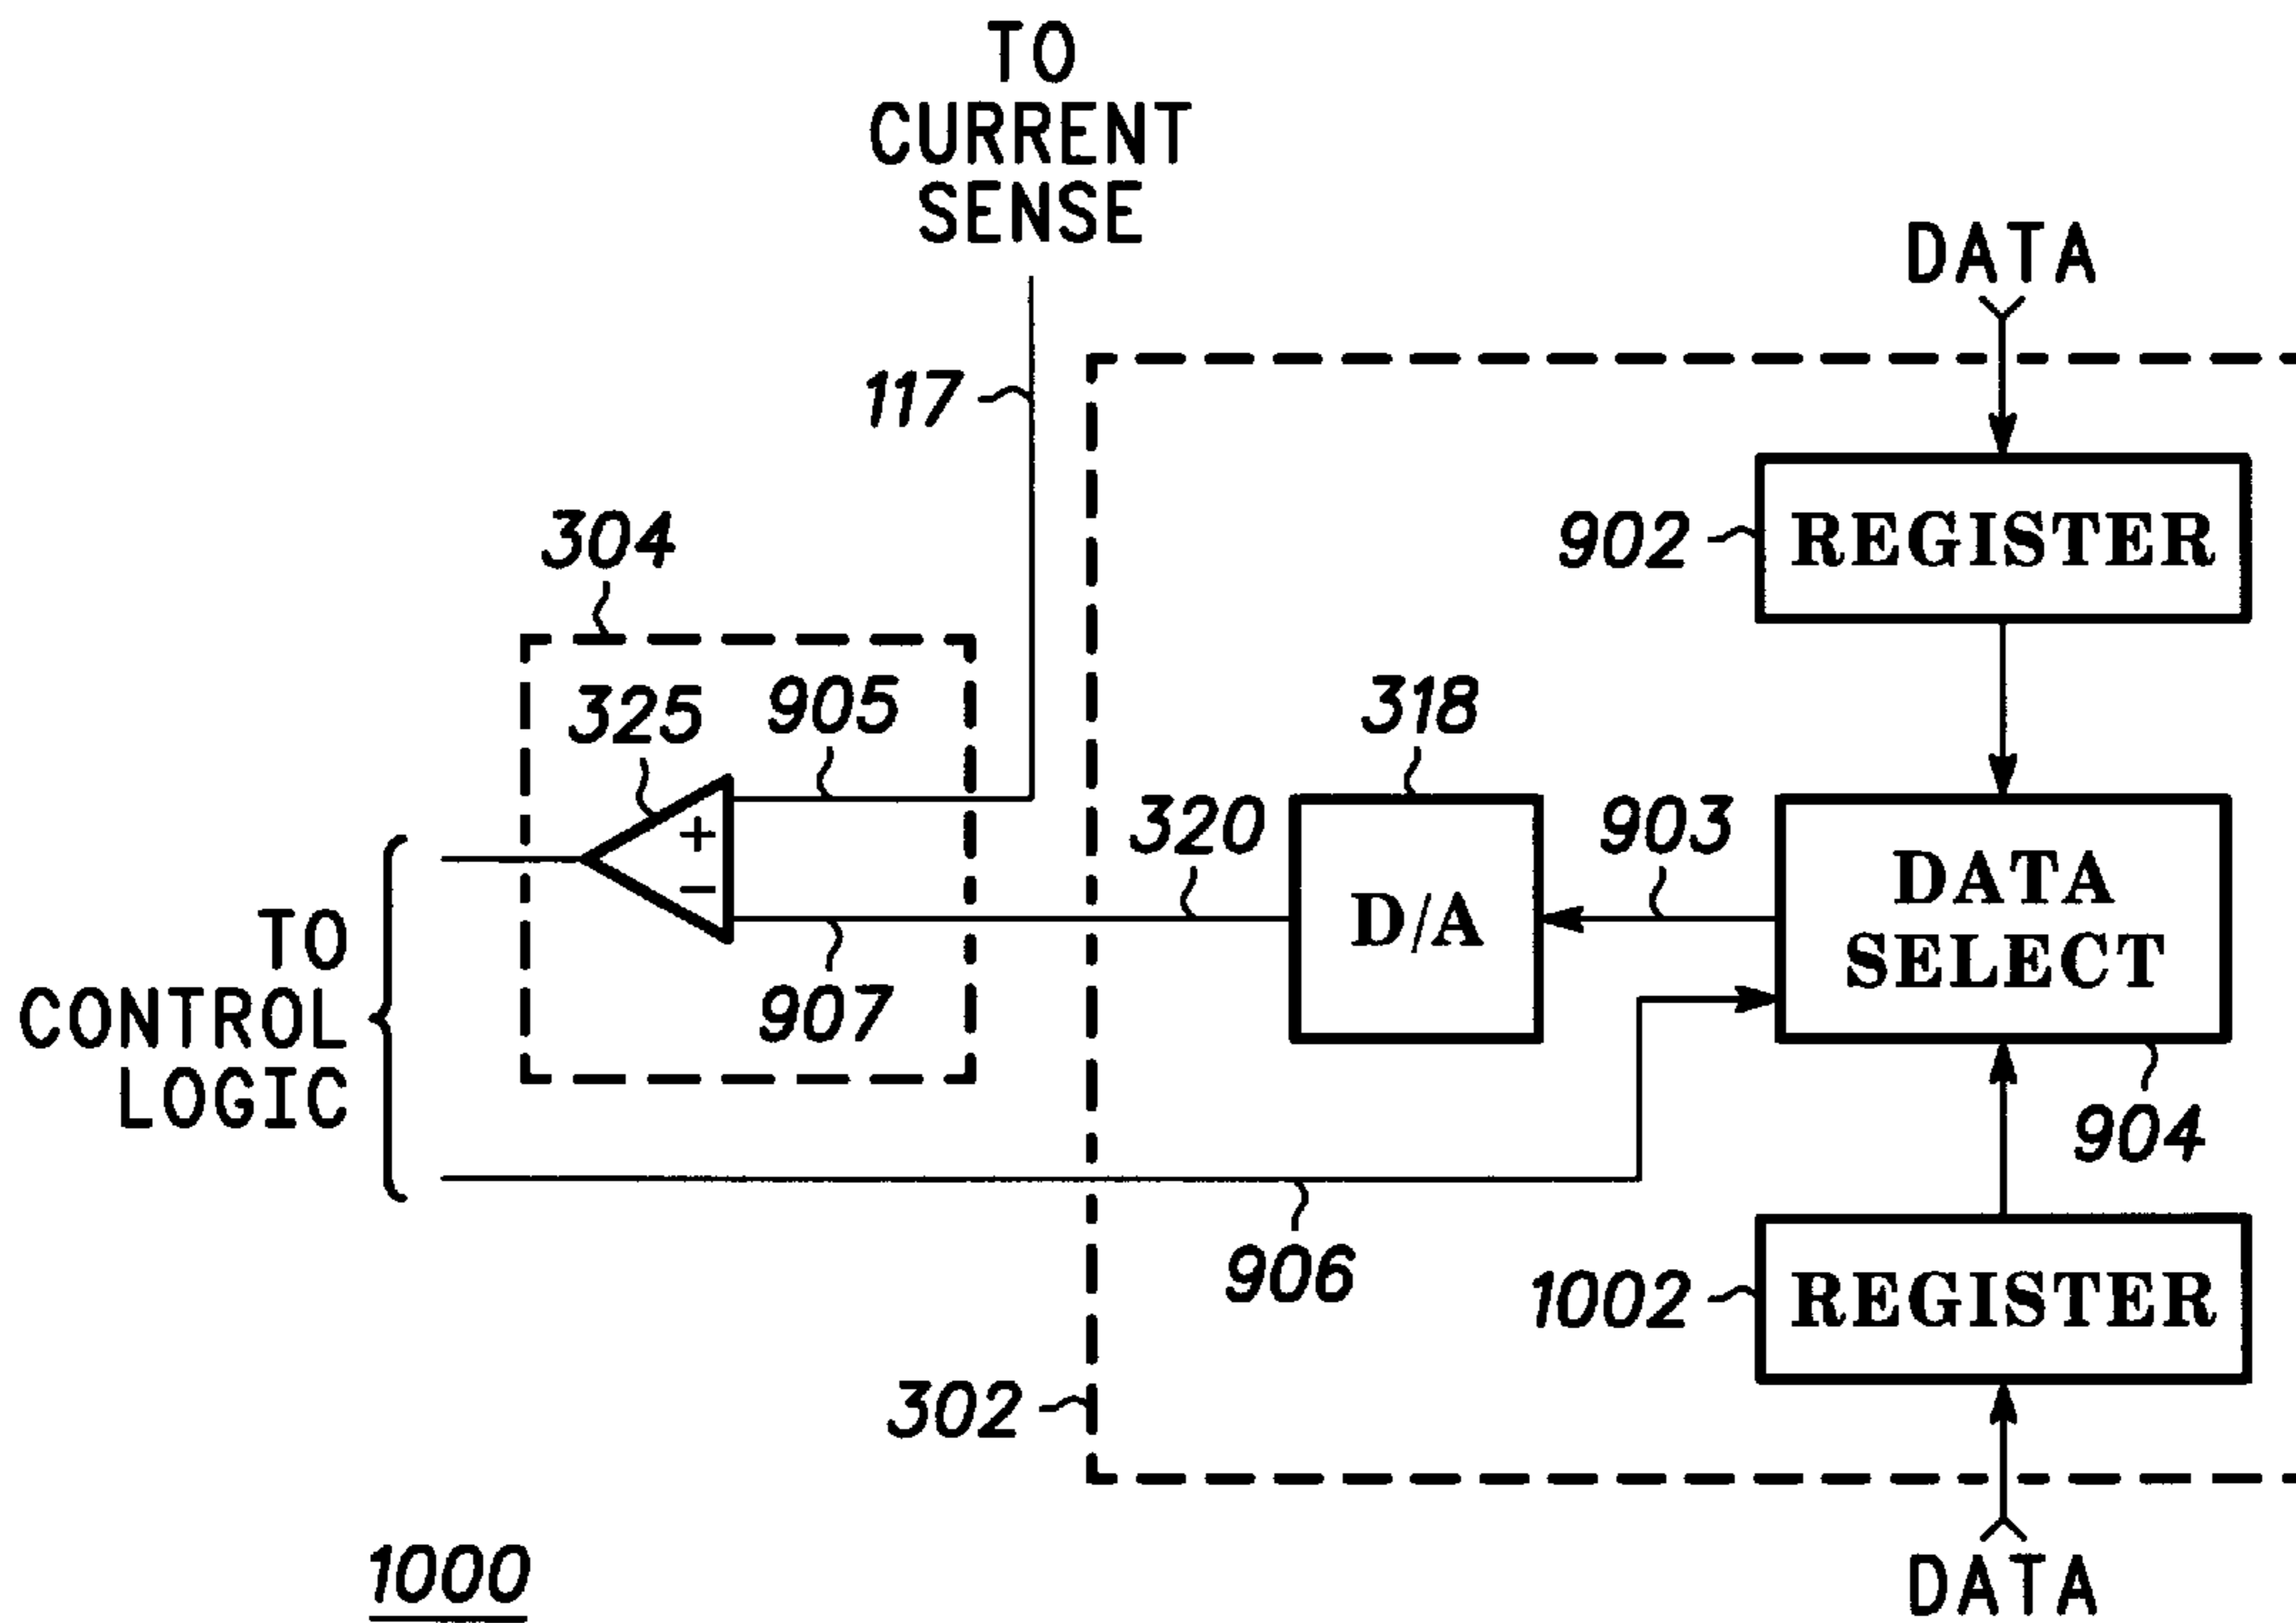 TO
CURRENT
SENSE
DATA
117
304
902
REGISTER
325
905
318
320
903
+
−
D/A
DATA
SELECT
907
TO
CONTROL
LOGIC
904
906
1002
REGISTER
302
1000
DATA